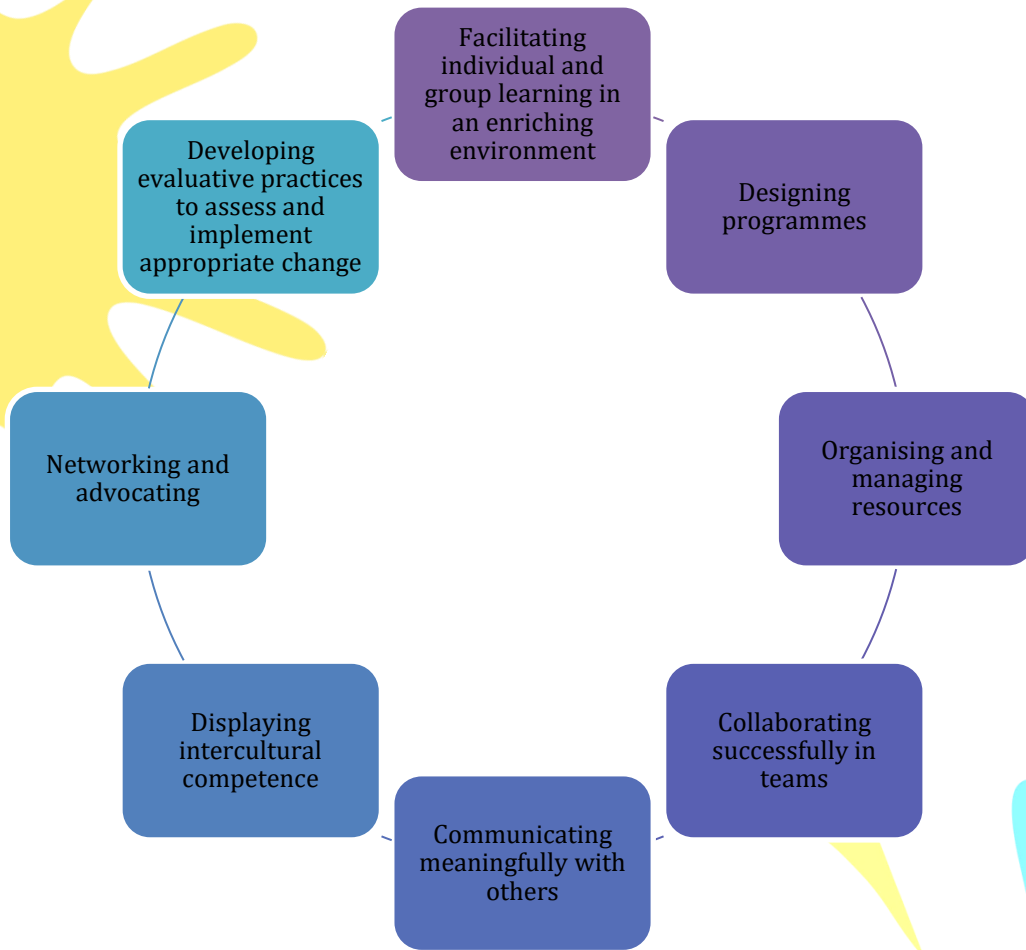 Facilitating
individual and
group learning in
an enriching
environment
Designing
programmes
Organising and
managing
resources
Collaborating
successfully in
teams
Communicating
meaningfully with
others
Displaying
intercultural
competence
Networking and
advocating
Developing
evaluative practices
to assess and
implement
appropriate change